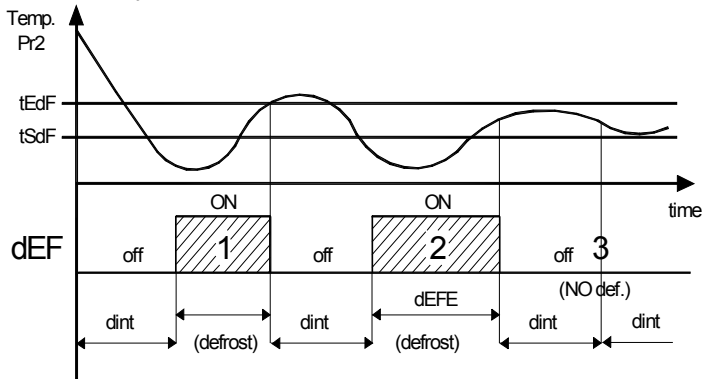 Temp.
Pr2
tEdF
tSdF
time
ON ON
dEF off 1 off 2 off 3
(NO def.)
dEFE
dint dint dint dint
(defrost) (defrost)